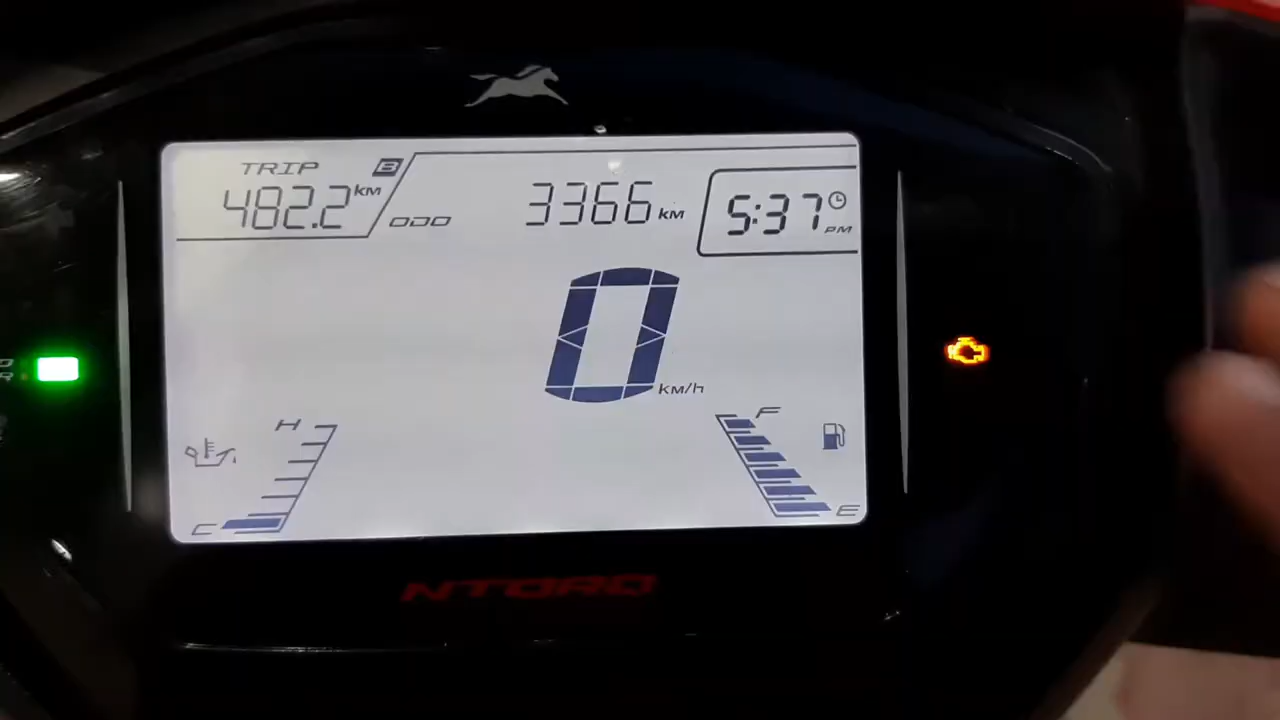 TRIP B
482.2 KM
ODO 3366 KM
5:37 PM
0 KM/h
H
C
F
E
NTORQ